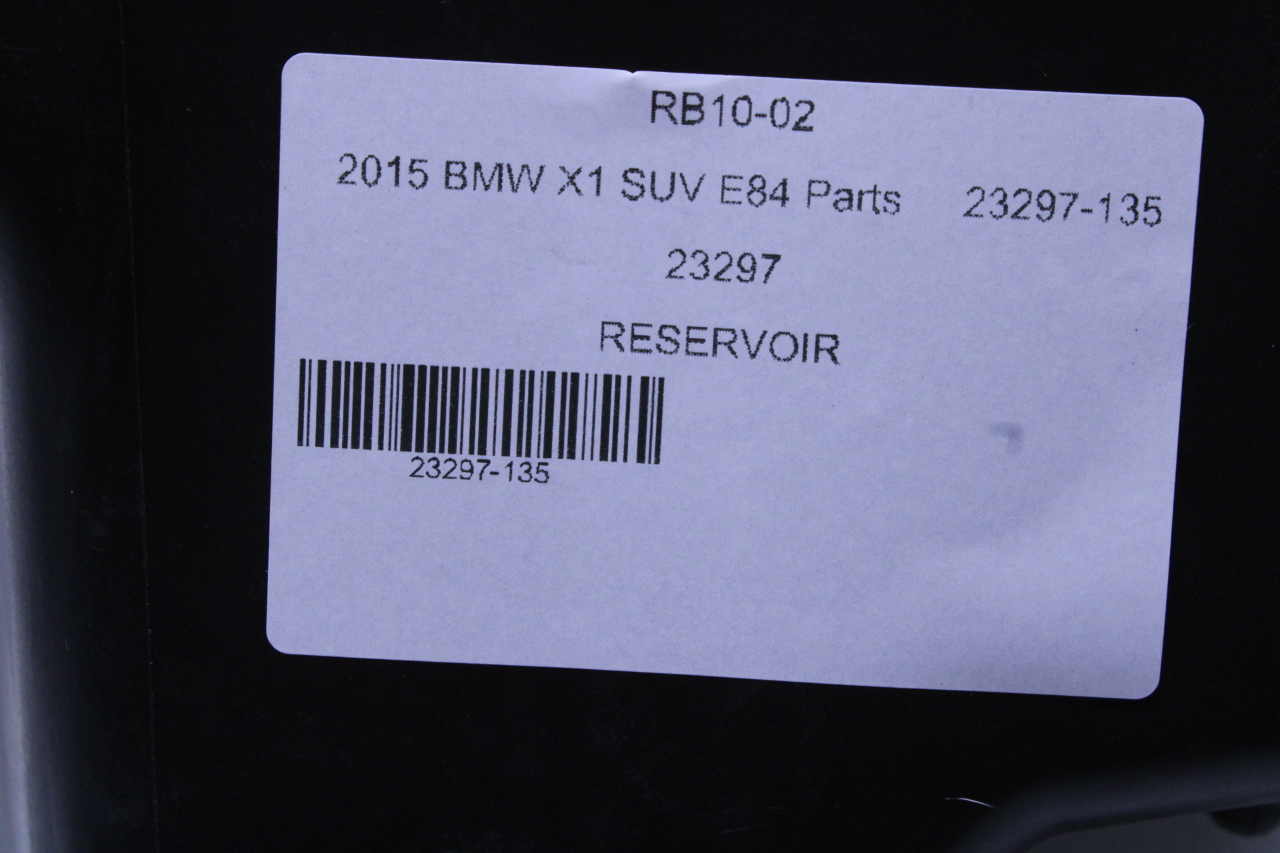 RB10-02
2015 BMW X1 SUV E84 Parts 23297-135
23297
RESERVOIR
23297-135